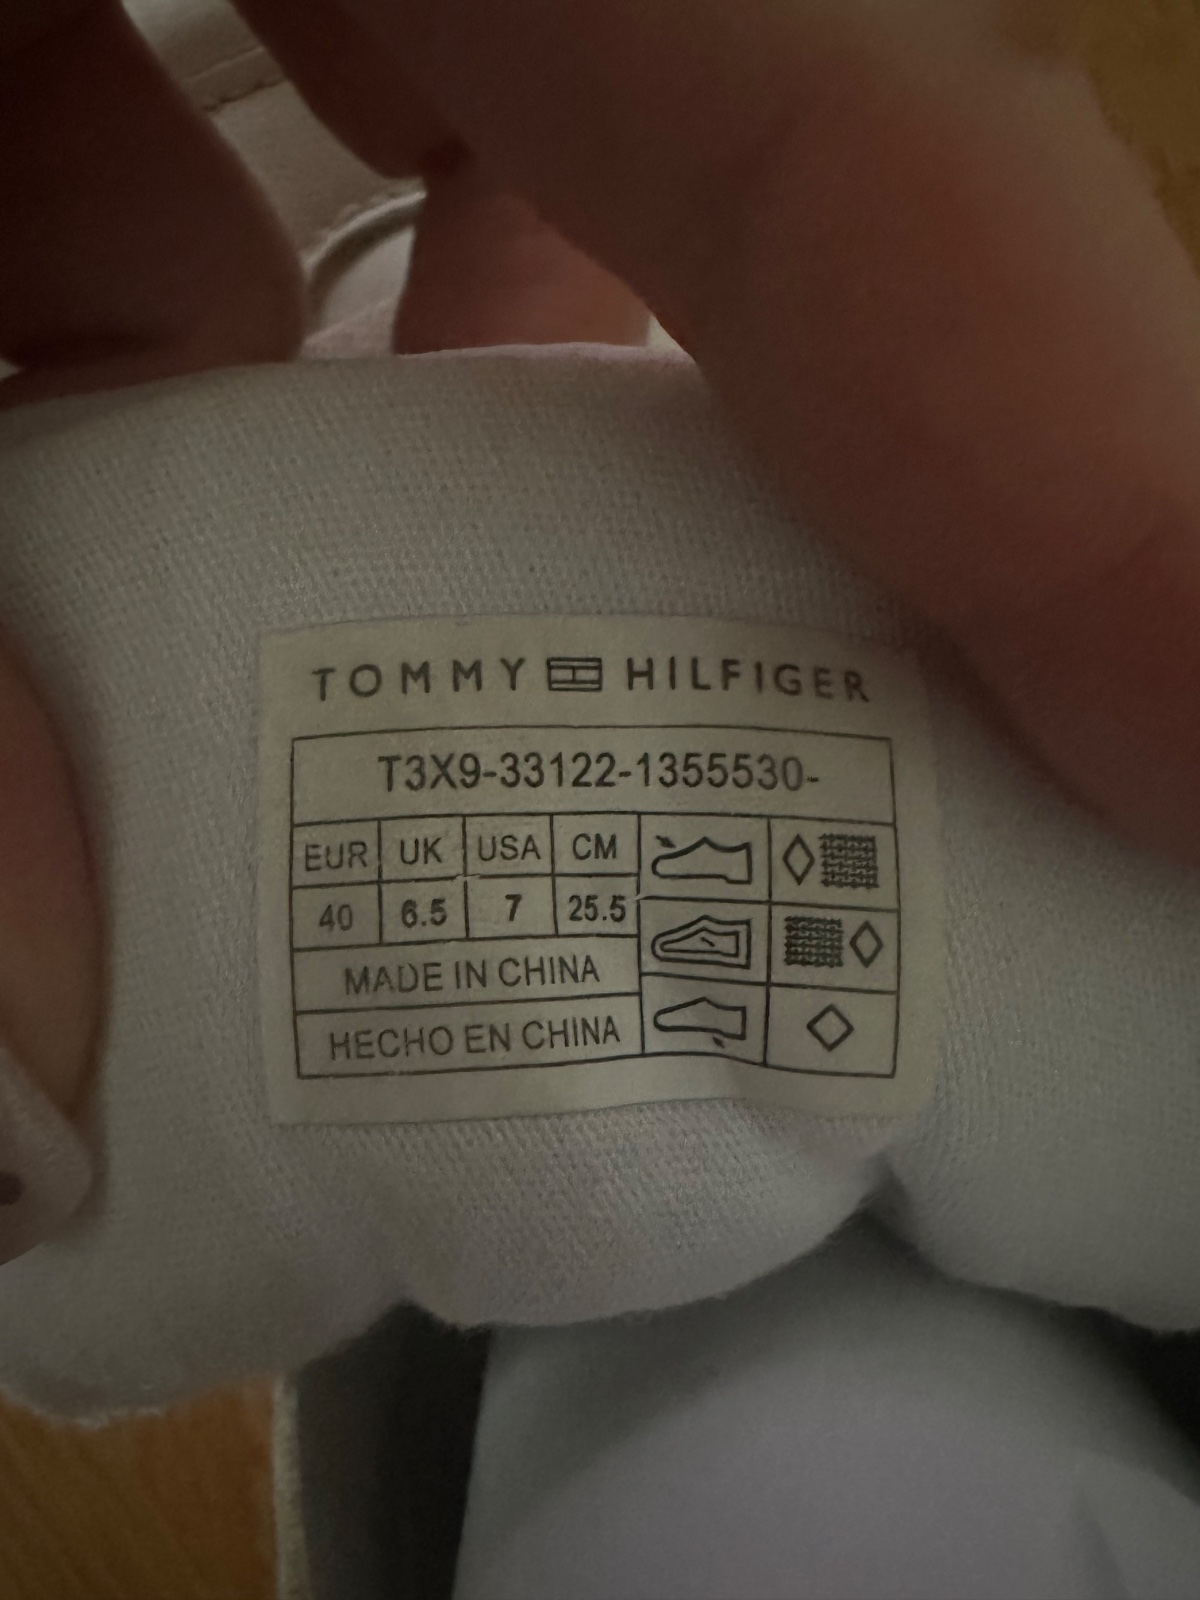 TOMMY HILFIGER
T3X9-33122-1355530-
EUR UK USA CM
40 6.5 7 25.5
MADE IN CHINA
HECHO EN CHINA